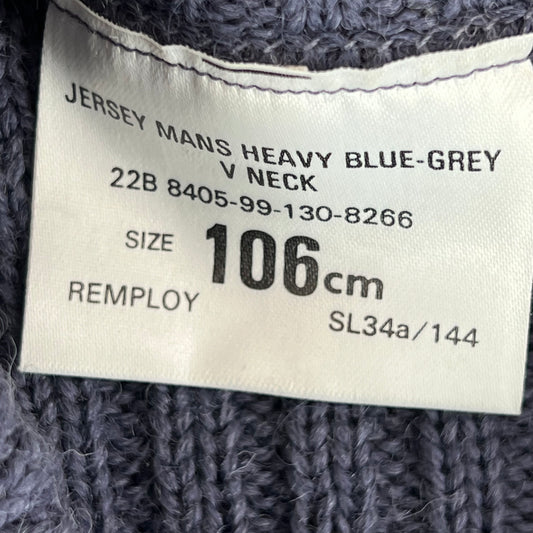 JERSEY MANS HEAVY BLUE-GREY
V NECK
22B 8405-99-130-8266
SIZE 106cm
REMPLOY SL34a/144